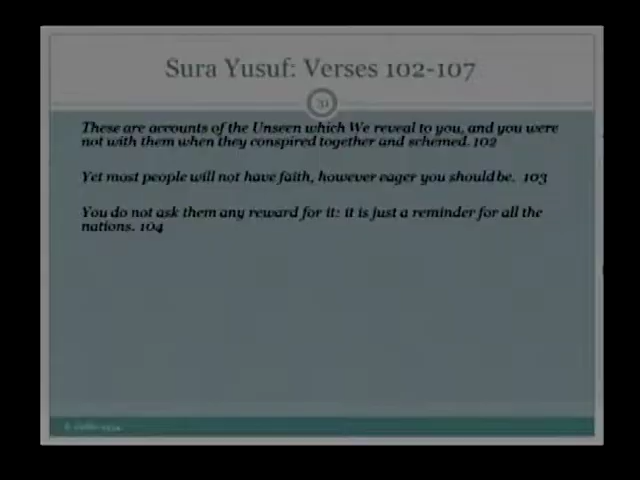 Sura Yusuf: Verses 102-107
31
These are accounts of the Unseen which We reveal to you, and you were
not with them when they conspired together and schemed. 102
Yet most people will not have faith, however eager you should be. 103
You do not ask them any reward for it: it is just a reminder for all the
nations. 104